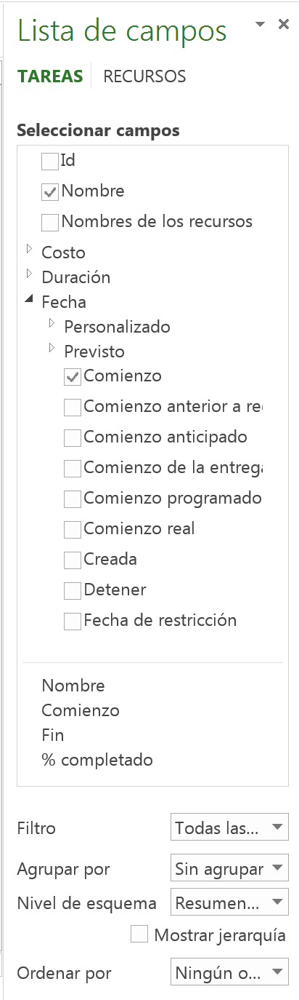 Lista de campos
TAREAS RECURSOS
Seleccionar campos
Id
Nombre
Nombres de los recursos
Costo
Duración
Fecha
Personalizado
Previsto
Comienzo
Comienzo anterior a
Comienzo anticipado
Comienzo de la
Comienzo programado
Comienzo real
Creada
Detener
Fecha de restricción
Nombre
Comienzo
Fin
% completado
Filtro Todas las...
Agrupar por Sin agrupar
Nivel de esquema Resumen...
Mostrar jerarquía
Ordenar por Ningún o...